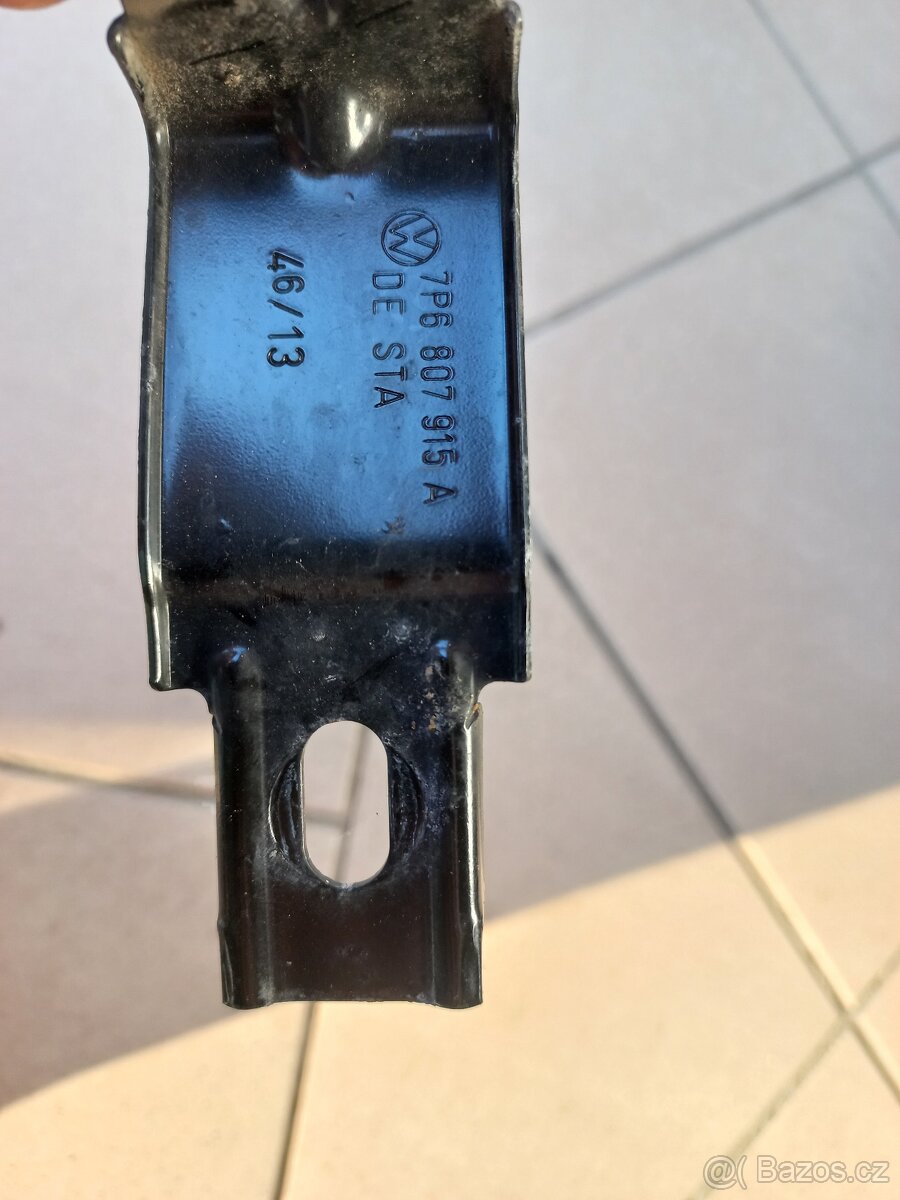 7P6 807 915 A
DE STA
46/13
@( Bazos.cz